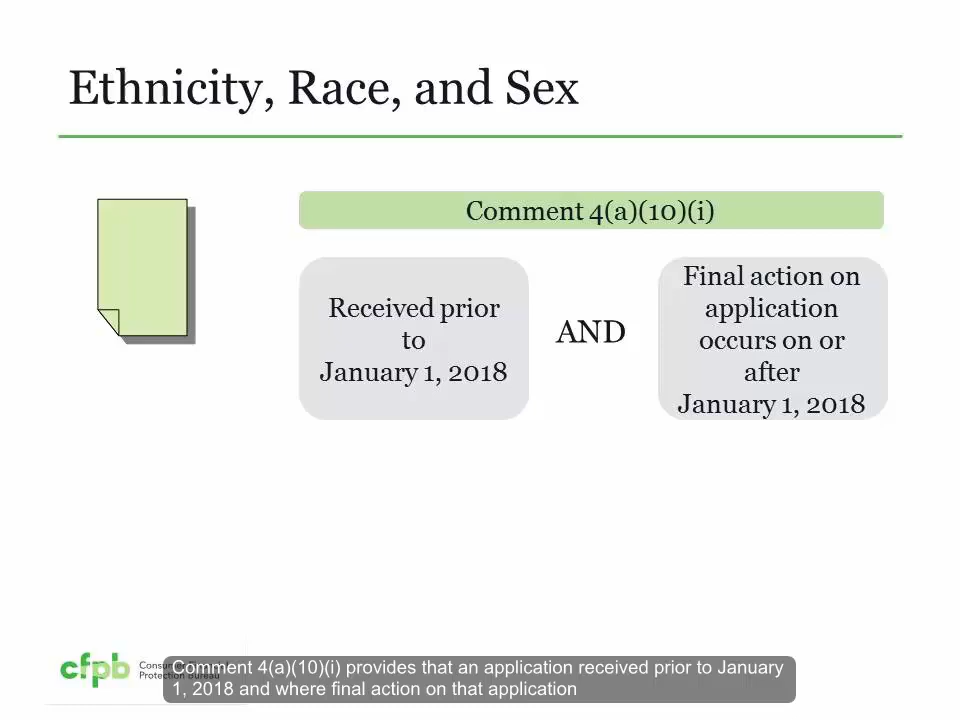 Ethnicity, Race, and Sex
Comment 4(a)(10)(i)
Received prior
to
January 1, 2018
AND
Final action on
application
occurs on or
after
January 1, 2018
cfpb
Protection Bureau
Comment 4(a)(10)(i) provides that an application received prior to January
1, 2018 and where final action on that application